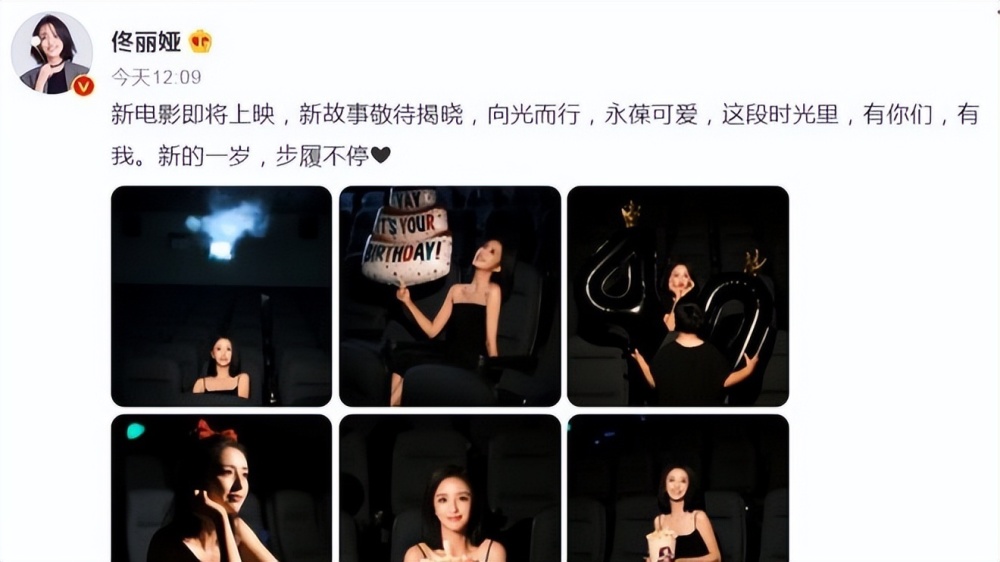 佟丽娅
今天12:09
新电影即将上映，新故事敬待揭晓，向光而行，永葆可爱，这段时光里，有你们，有
我。新的一岁，步履不停🖤
YAY
IT'S YOUR
BIRTHDAY!